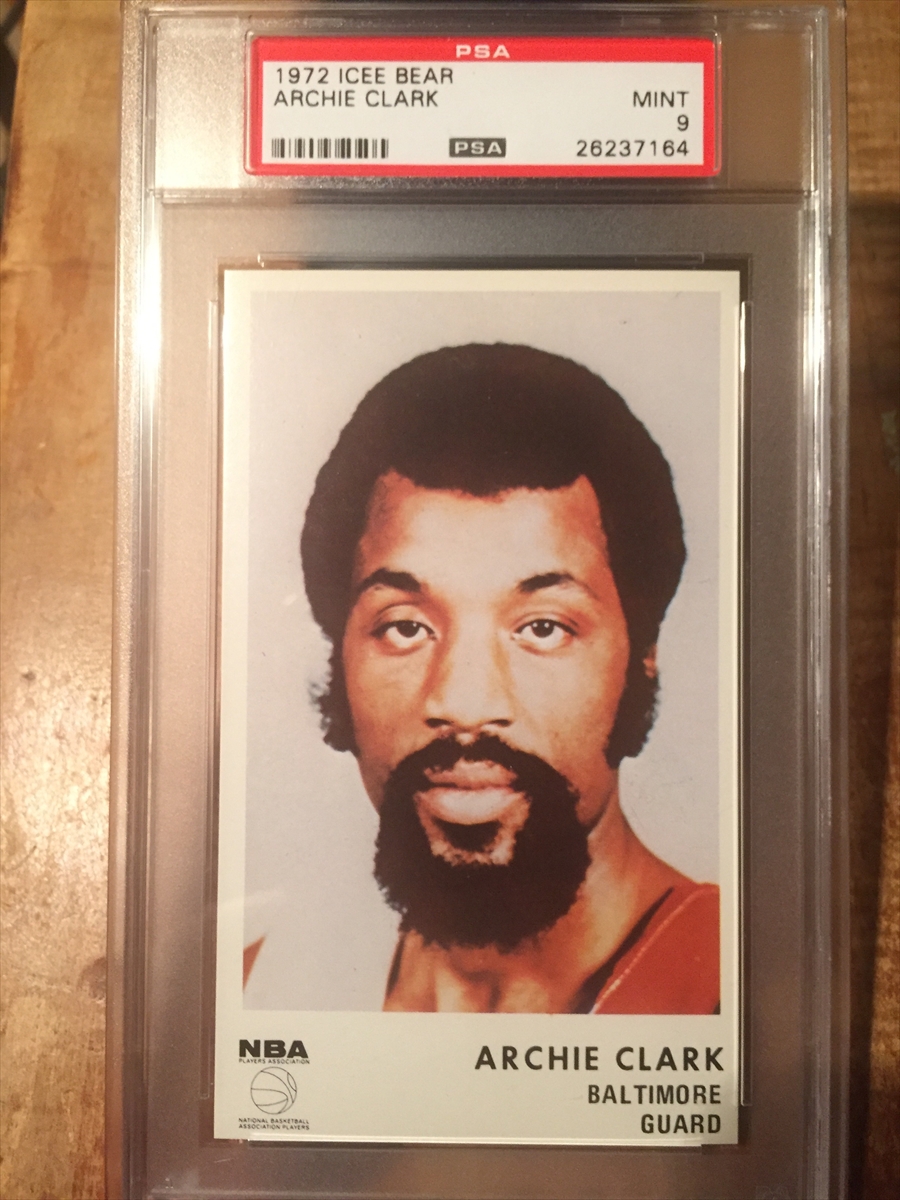 PSA
1972 ICEE BEAR
ARCHIE CLARK
MINT
9
PSA
26237164
NBA
PLAYERS ASSOCIATION
NATIONAL BASKETBALL
ASSOCIATION PLAYERS
ARCHIE CLARK
BALTIMORE
GUARD